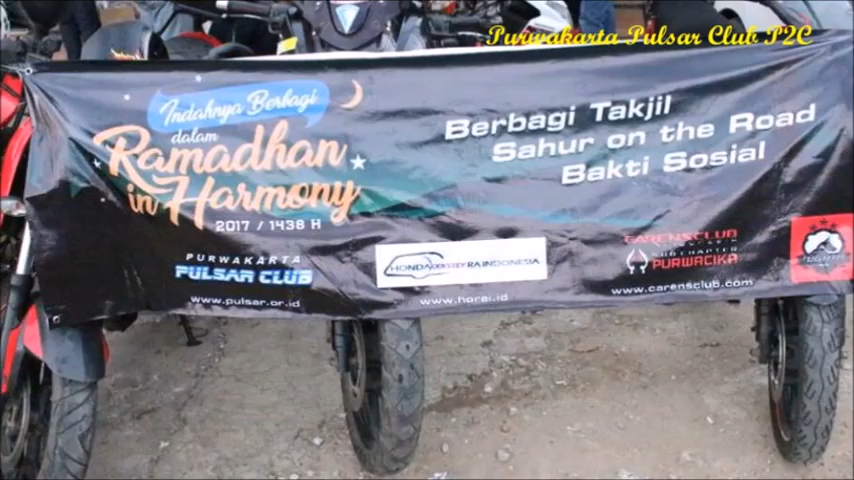 Purwakarta Pulsar Club P2C
Indahnya Berbagi
dalam
Ramadhan
in Harmony
2017 / 1438 H
Berbagi Takjil
Sahur on the Road
Bakti Sosial
PURWAKARTA
PULSAR CLUB
www.pulsar.or.id
www.horei.id
CARENSCLUB
PURWACIKA
www.carensclub.com